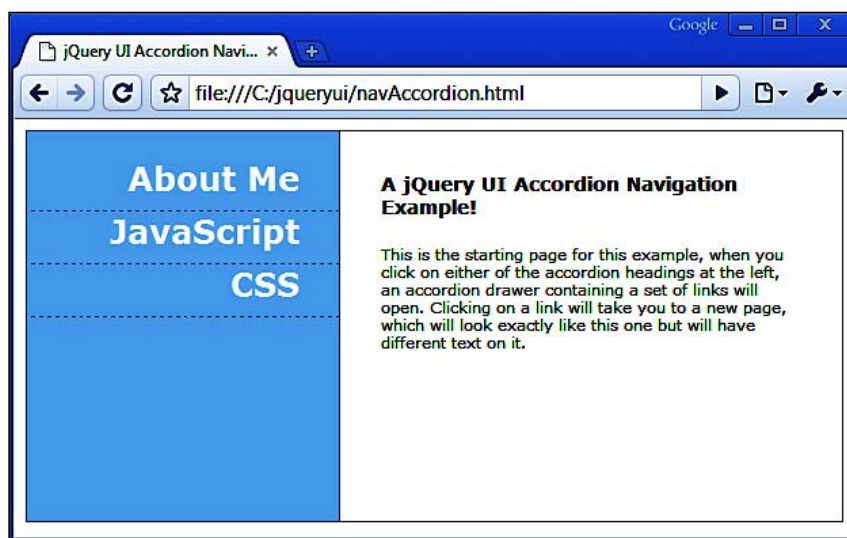 Google
jQuery UI Accordion Navi...
file:///C:/jqueryui/navAccordion.html
About Me
JavaScript
CSS
A jQuery UI Accordion Navigation
Example!
This is the starting page for this example, when you
click on either of the accordion headings at the left,
an accordion drawer containing a set of links will
open. Clicking on a link will take you to a new page,
which will look exactly like this one but will have
different text on it.